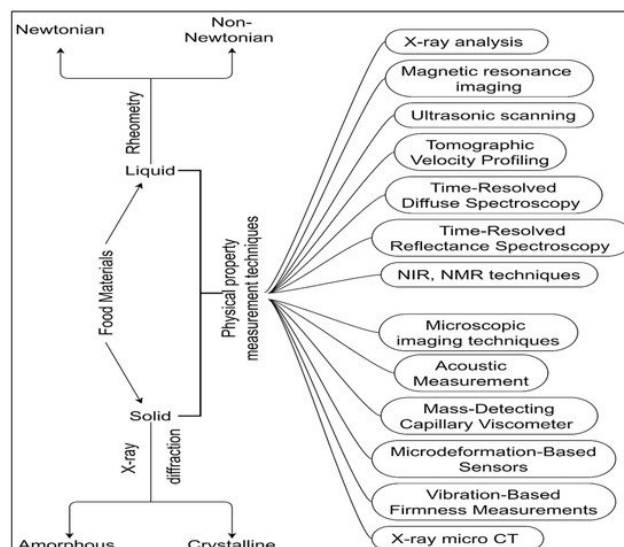 Newtonian
Non-
Newtonian
Rheometry
Liquid
Food Materials
Solid
X-ray
diffraction
Amorphous
Crystalline
Physical property
measurement techniques
X-ray analysis
Magnetic resonance
imaging
Ultrasonic scanning
Tomographic
Velocity Profiling
Time-Resolved
Diffuse Spectroscopy
Time-Resolved
Reflectance Spectroscopy
NIR, NMR techniques
Microscopic
imaging techniques
Acoustic
Measurement
Mass-Detecting
Capillary Viscometer
Microdeformation-Based
Sensors
Vibration-Based
Firmness Measurements
X-ray micro CT